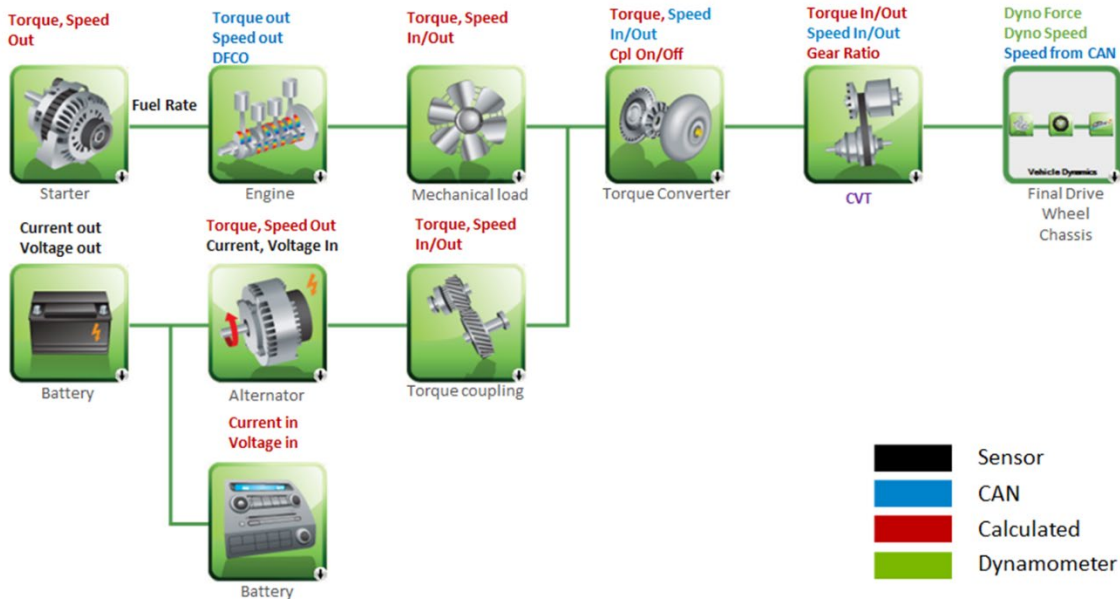 Torque, Speed
Out
Torque out
Speed out
DFCO
Torque, Speed
In/Out
Torque, Speed
In/Out
Cpl On/Off
Torque In/Out
Speed In/Out
Gear Ratio
Dyno Force
Dyno Speed
Speed from CAN
Fuel Rate
Vehicle Dynamics
Starter
Engine
Mechanical load
Torque Converter
CVT
Final Drive
Wheel
Chassis
Current out
Voltage out
Torque, Speed Out
Current, Voltage In
Torque, Speed
In/Out
Battery
Alternator
Torque coupling
Current in
Voltage in
Battery
Sensor
CAN
Calculated
Dynamometer